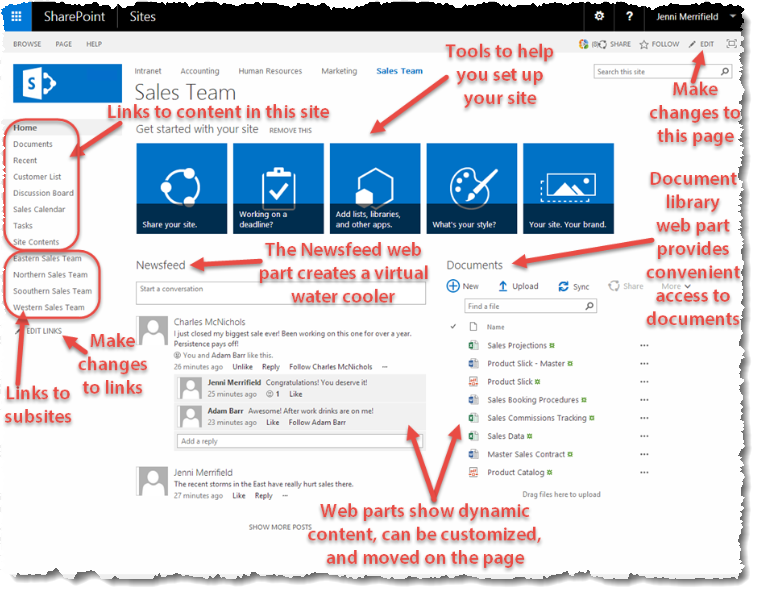 SharePoint
Sites
?
Jenni Merrifield
BROWSE PAGE HELP
SHARE FOLLOW EDIT
S
Intranet Accounting Human Resources Marketing Sales Team
Sales Team
Search this site
Tools to help
you set up
your site
Make
changes to
this page
Links to content in this site
Get started with your site REMOVE THIS
Home
Documents
Recent
Customer List
Discussion Board
Sales Calendar
Tasks
Site Contents
Eastern Sales Team
Northern Sales Team
Soouthern Sales Team
Western Sales Team
EDIT LINKS
Make
changes
to links
Links to
subsites
Share your site.
Working on a
deadline?
Add lists, libraries,
and other apps.
What's your style?
Your site. Your brand.
Document
library
web part
provides
convenient
access to
documents
Newsfeed
The Newsfeed web
part creates a virtual
water cooler
Start a conversation
Charles McNichols
I just closed my biggest sale ever! Been working on this one for over a year.
Persistence pays off!
You and Adam Barr like this.
26 minutes ago Unlike Reply Follow Charles McNichols ···
Jenni Merrifield Congratulations! You deserve it!
25 minutes ago 1 Like
Adam Barr Awesome! After work drinks are on me!
23 minutes ago Like Follow Adam Barr
Add a reply
Jenni Merrifield
The recent storms in the East have really hurt sales there.
27 minutes ago Like Reply ···
SHOW MORE POSTS
Documents
New Upload Sync Share More
Find a file
Name
Sales Projections
Product Slick - Master
Product Slick
Sales Booking Procedures
Sales Commissions Tracking
Sales Data
Master Sales Contract
Product Catalog
Drag files here to upload
Web parts show dynamic
content, can be customized,
and moved on the page